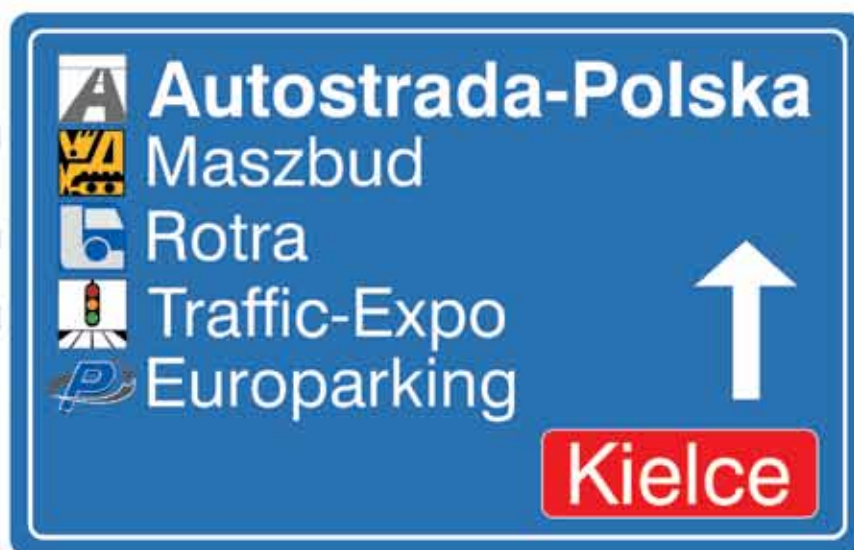 Autostrada-Polska
Maszbud
Rotra
Traffic-Expo
Europarking
Kielce